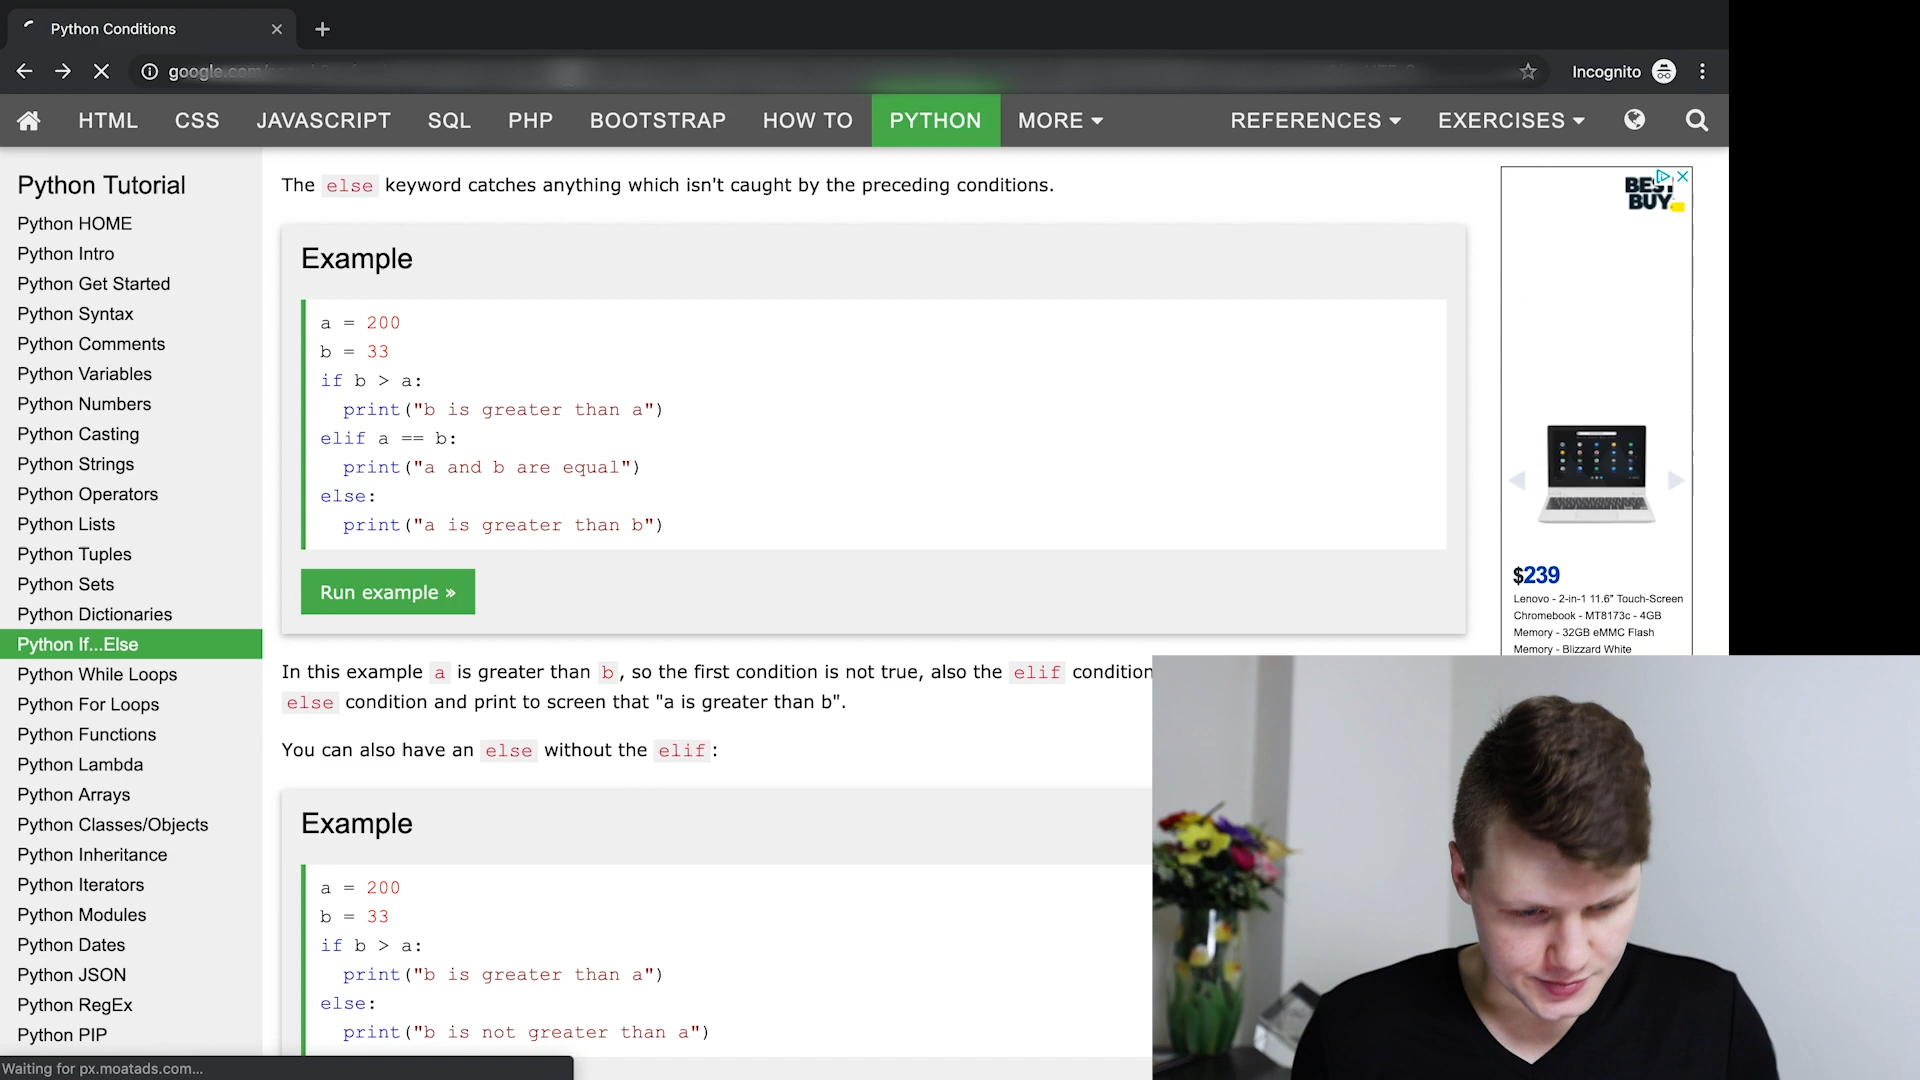 Python Conditions
google.com/
Incognito
HTML CSS JAVASCRIPT SQL PHP BOOTSTRAP HOW TO PYTHON MORE REFERENCES EXERCISES
Python Tutorial
Python HOME
Python Intro
Python Get Started
Python Syntax
Python Comments
Python Variables
Python Numbers
Python Casting
Python Strings
Python Operators
Python Lists
Python Tuples
Python Sets
Python Dictionaries
Python If...Else
Python While Loops
Python For Loops
Python Functions
Python Lambda
Python Arrays
Python Classes/Objects
Python Inheritance
Python Iterators
Python Modules
Python Dates
Python JSON
Python RegEx
Python PIP
Waiting for px.moatads.com...
The else keyword catches anything which isn't caught by the preceding conditions.
Example
a = 200
b = 33
if b > a:
  print("b is greater than a")
elif a == b:
  print("a and b are equal")
else:
  print("a is greater than b")
Run example »
In this example a is greater than b, so the first condition is not true, also the elif condition
else condition and print to screen that "a is greater than b".
You can also have an else without the elif:
Example
a = 200
b = 33
if b > a:
  print("b is greater than a")
else:
  print("b is not greater than a")
BEST
BUY
$239
Lenovo - 2-in-1 11.6" Touch-Screen
Chromebook - MT8173c - 4GB
Memory - 32GB eMMC Flash
Memory - Blizzard White